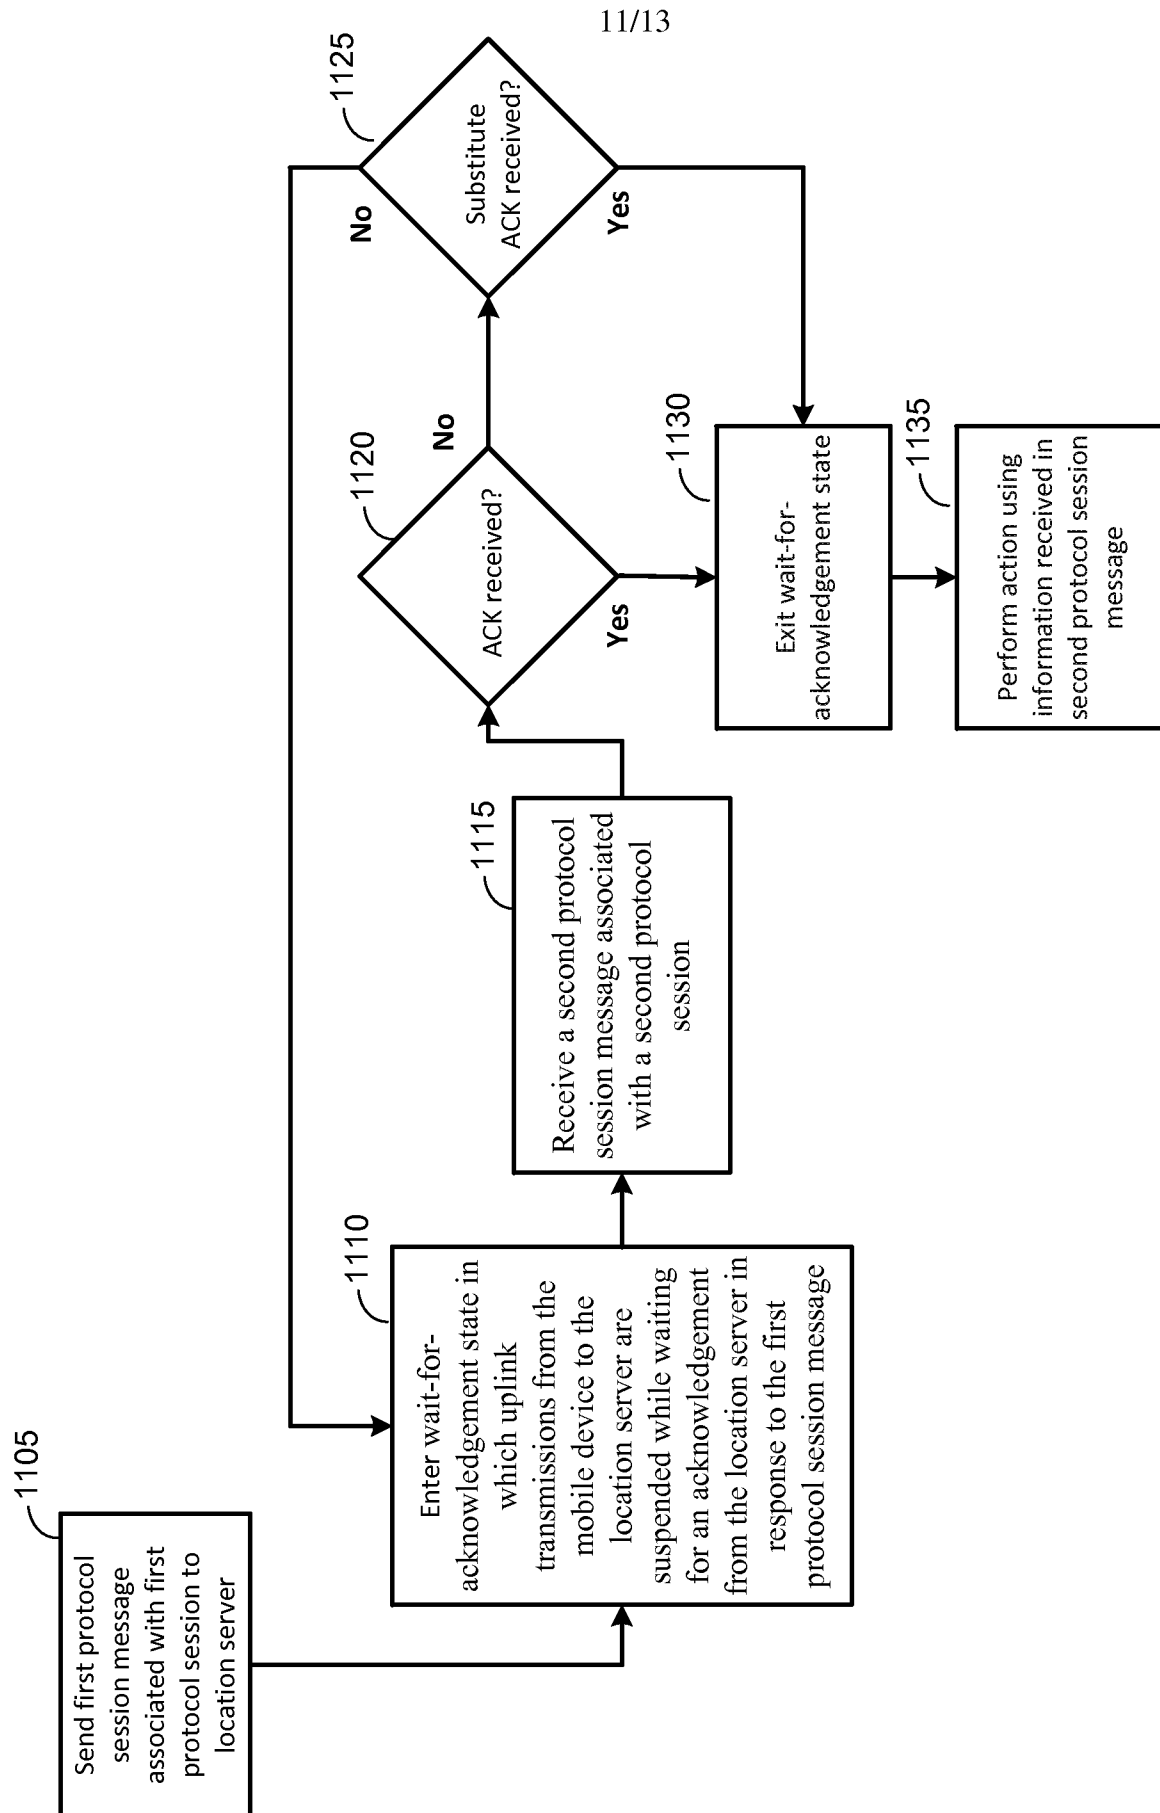 11/13
1105
Send first protocol
session message
associated with first
protocol session to
location server
1110
Enter wait-for-
acknowledgement state in
which uplink
transmissions from the
mobile device to the
location server are
suspended while waiting
for an acknowledgement
from the location server in
response to the first
protocol session message
1115
Receive a second protocol
session message associated
with a second protocol
session
1120
ACK received?
No
Yes
1125
Substitute
ACK received?
No
Yes
1130
Exit wait-for-
acknowledgement state
1135
Perform action using
information received in
second protocol session
message